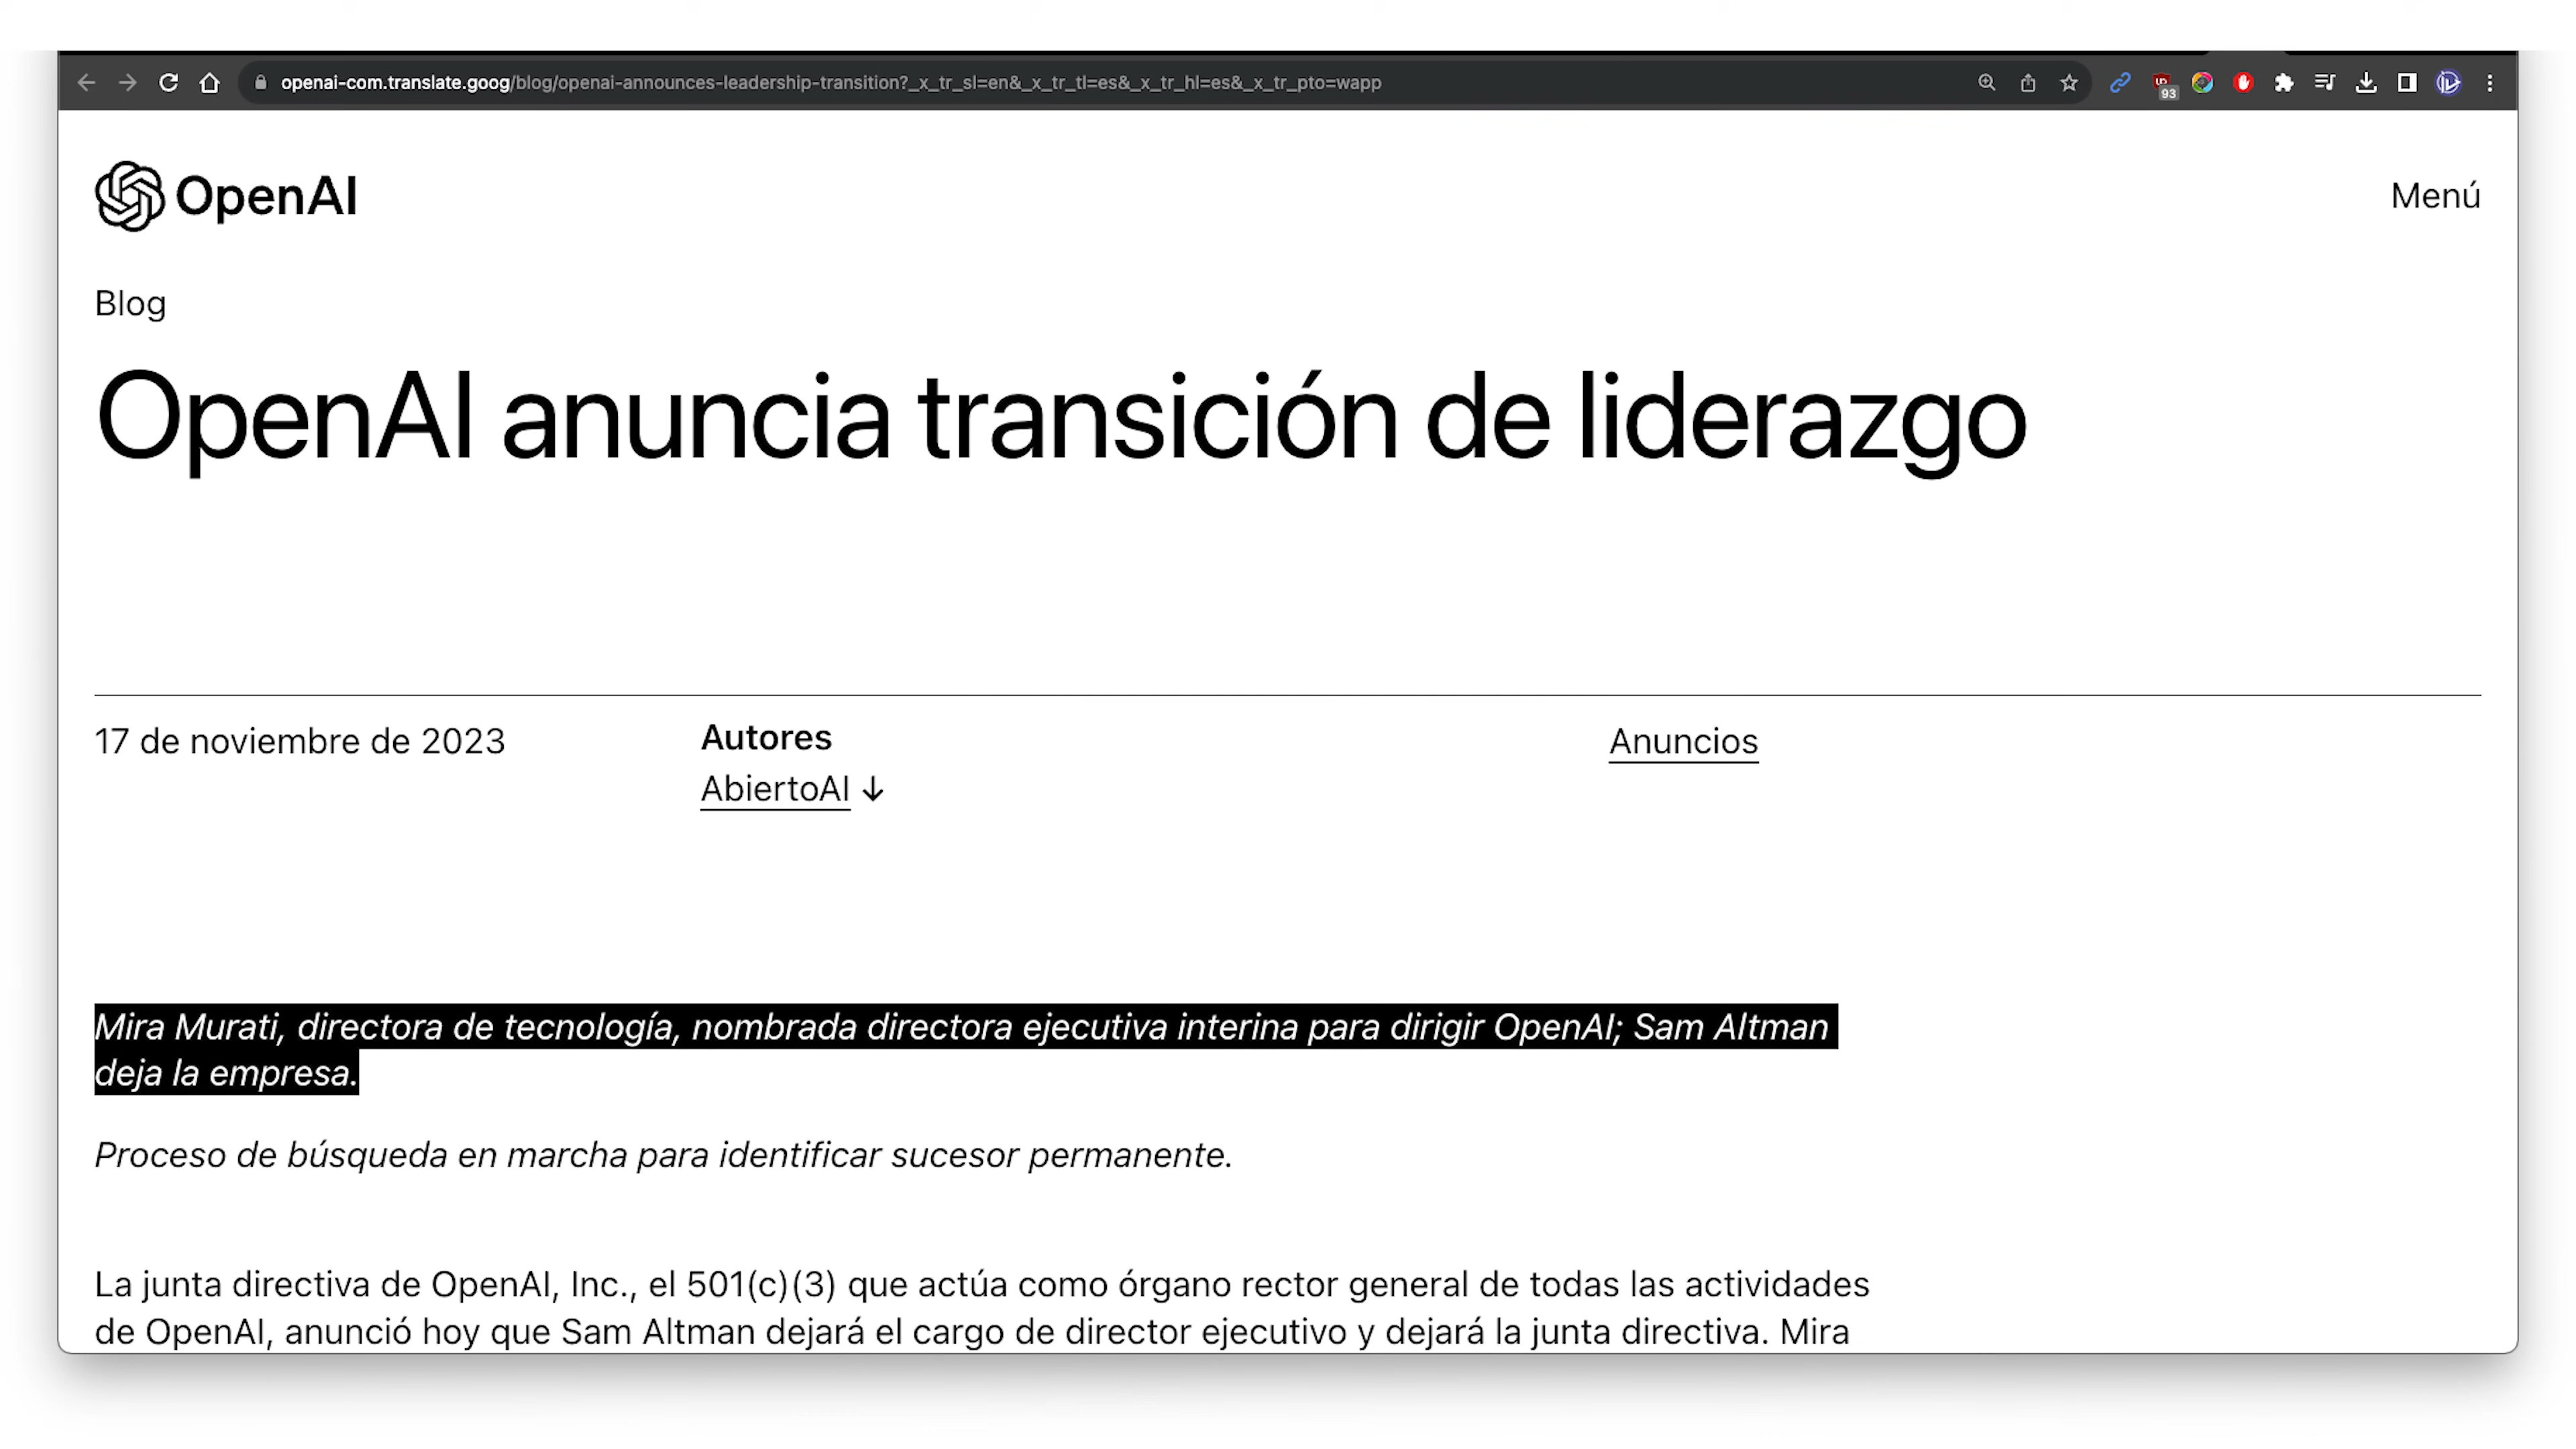 openai-com.translate.goog/blog/openai-announces-leadership-transition?_x_tr_sl=en&_x_tr_tl=es&_x_tr_hl=es&_x_tr_pto=wapp
93
OpenAI
Menú
Blog
OpenAI anuncia transición de liderazgo
17 de noviembre de 2023
Autores
Anuncios
AbiertoAI ↓
Mira Murati, directora de tecnología, nombrada directora ejecutiva interina para dirigir OpenAI; Sam Altman
deja la empresa.
Proceso de búsqueda en marcha para identificar sucesor permanente.
La junta directiva de OpenAI, Inc., el 501(c)(3) que actúa como órgano rector general de todas las actividades
de OpenAI, anunció hoy que Sam Altman dejará el cargo de director ejecutivo y dejará la junta directiva. Mira